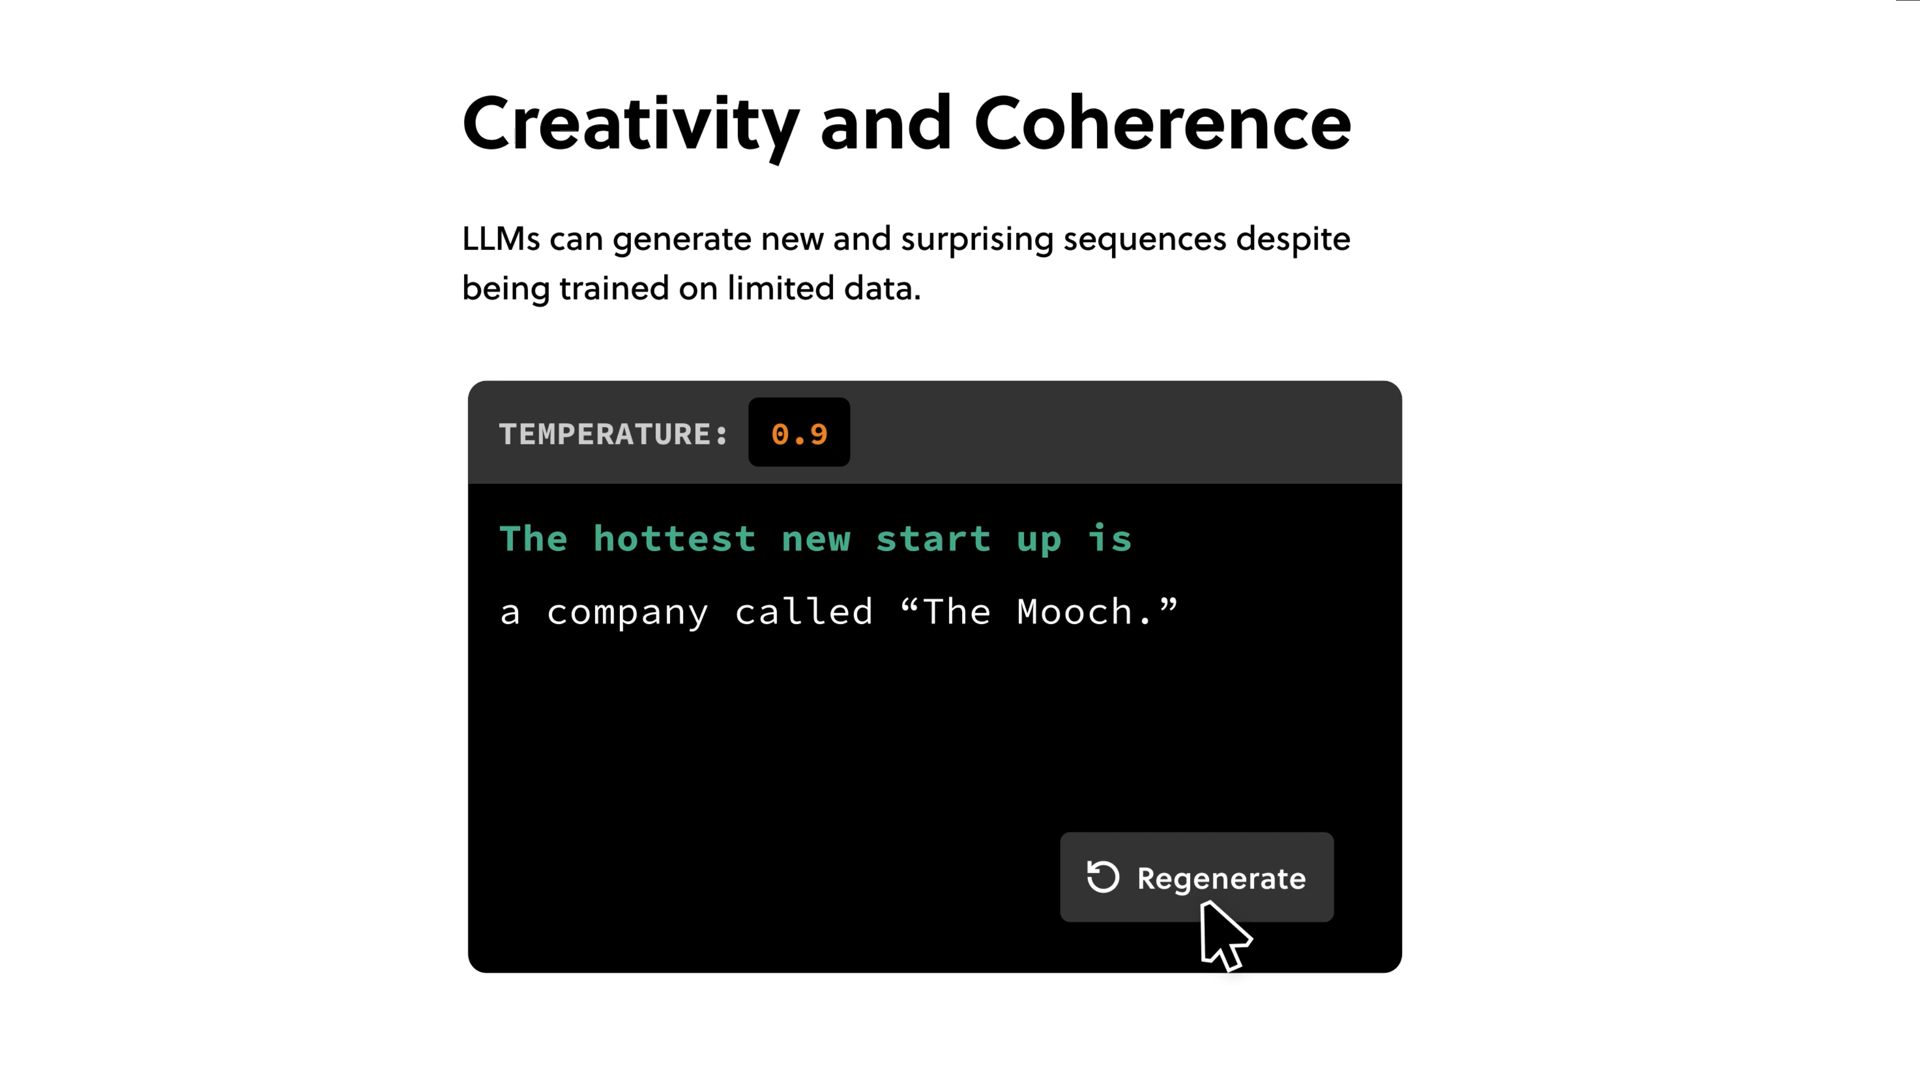 Creativity and Coherence
LLMs can generate new and surprising sequences despite
being trained on limited data.
TEMPERATURE: 0.9
The hottest new start up is
a company called “The Mooch.”
Regenerate